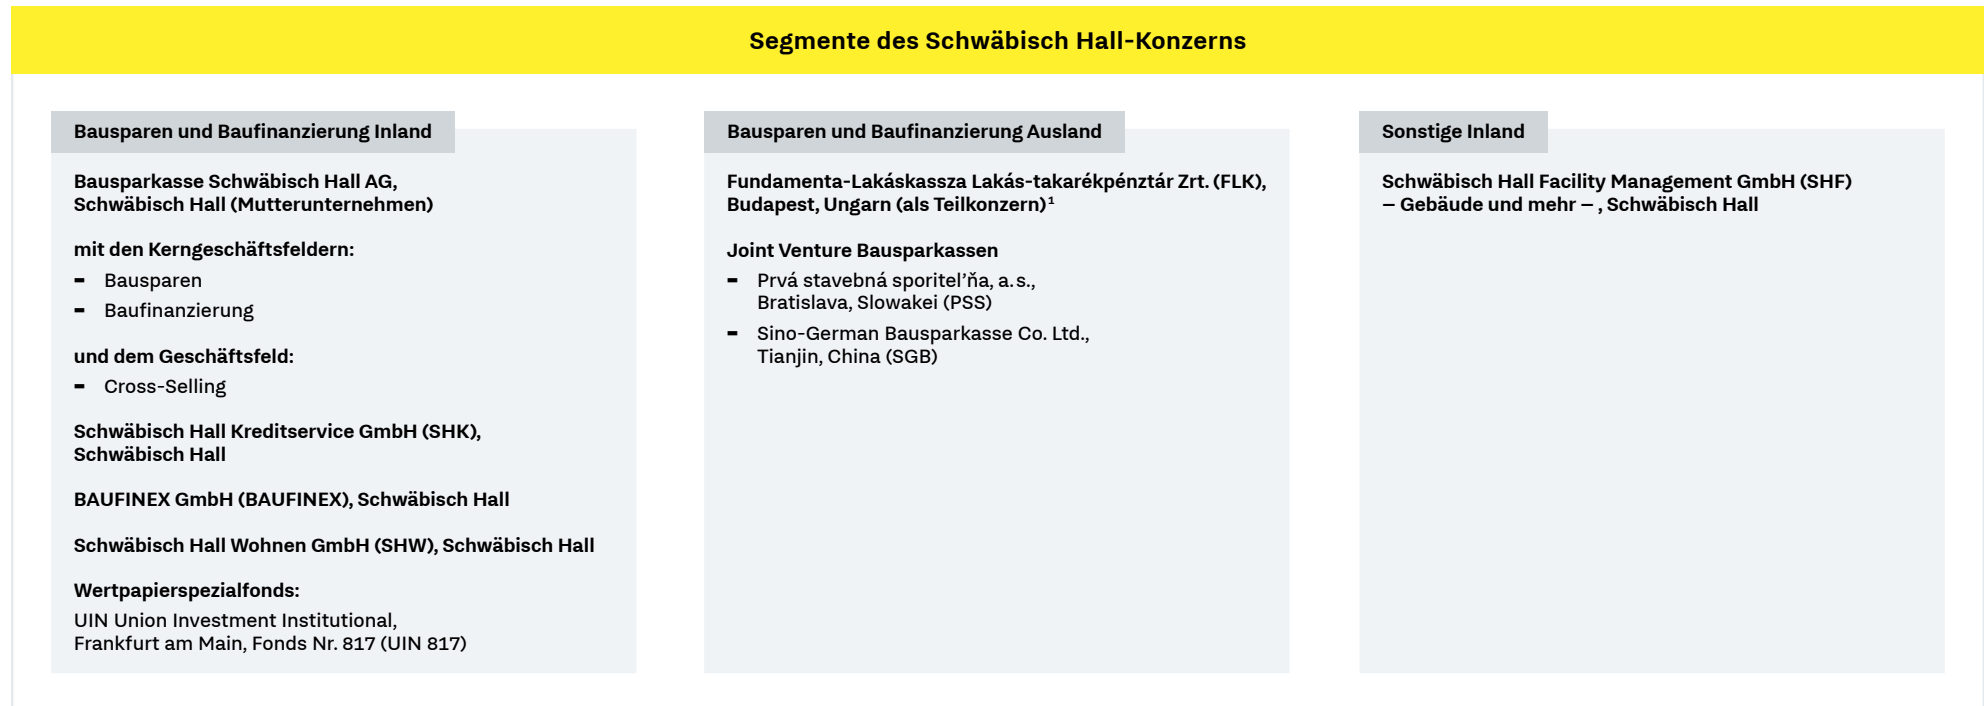 Segmente des Schwäbisch Hall-Konzerns
Bausparen und Baufinanzierung Inland
Bausparkasse Schwäbisch Hall AG,
Schwäbisch Hall (Mutterunternehmen)
mit den Kerngeschäftsfeldern:
– Bausparen
– Baufinanzierung
und dem Geschäftsfeld:
– Cross-Selling
Schwäbisch Hall Kreditservice GmbH (SHK),
Schwäbisch Hall
BAUFINEX GmbH (BAUFINEX), Schwäbisch Hall
Schwäbisch Hall Wohnen GmbH (SHW), Schwäbisch Hall
Wertpapierspezialfonds:
UIN Union Investment Institutional,
Frankfurt am Main, Fonds Nr. 817 (UIN 817)
Bausparen und Baufinanzierung Ausland
Fundamenta-Lakáskassza Lakás-takarékpénztár Zrt. (FLK),
Budapest, Ungarn (als Teilkonzern)¹
Joint Venture Bausparkassen
– Prvá stavebná sporitel’ňa, a. s.,
Bratislava, Slowakei (PSS)
– Sino-German Bausparkasse Co. Ltd.,
Tianjin, China (SGB)
Sonstige Inland
Schwäbisch Hall Facility Management GmbH (SHF)
– Gebäude und mehr – , Schwäbisch Hall